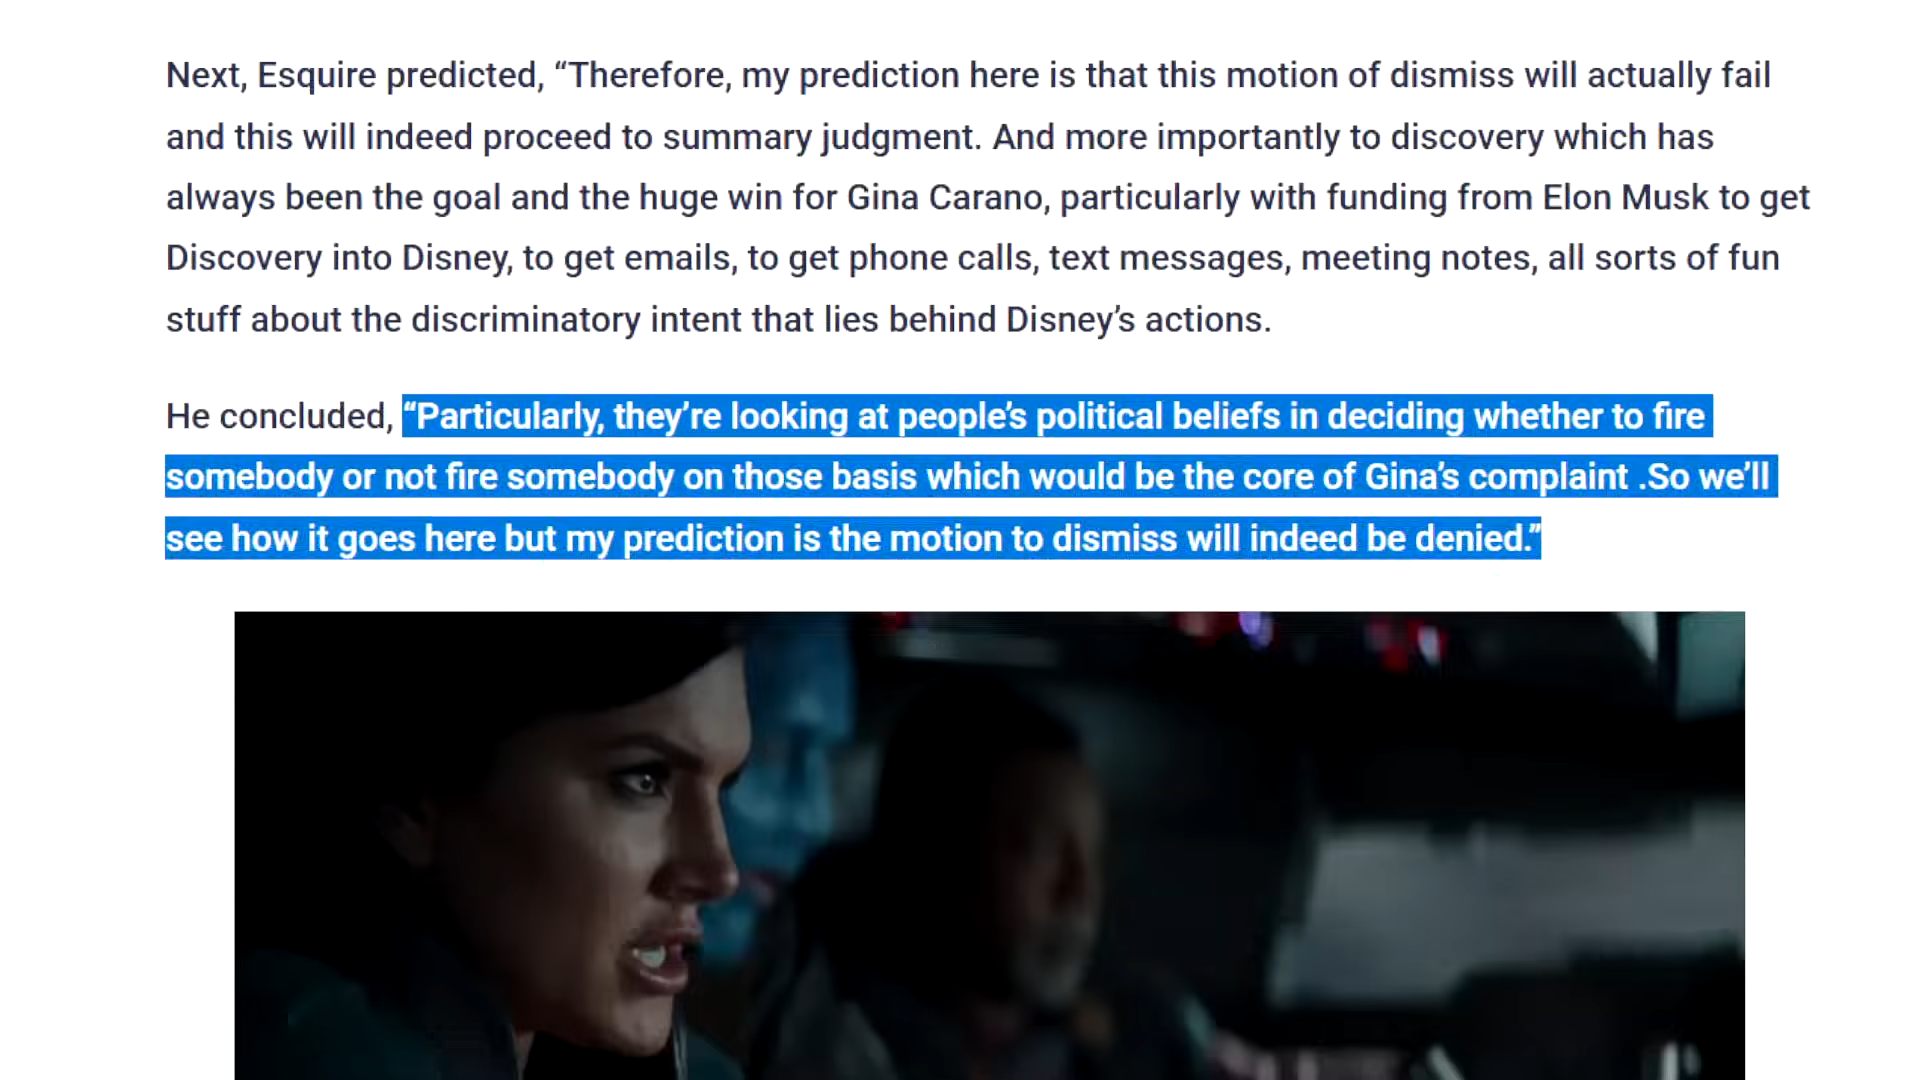 Next, Esquire predicted, “Therefore, my prediction here is that this motion of dismiss will actually fail
and this will indeed proceed to summary judgment. And more importantly to discovery which has
always been the goal and the huge win for Gina Carano, particularly with funding from Elon Musk to get
Discovery into Disney, to get emails, to get phone calls, text messages, meeting notes, all sorts of fun
stuff about the discriminatory intent that lies behind Disney’s actions.
He concluded, “Particularly, they’re looking at people’s political beliefs in deciding whether to fire
somebody or not fire somebody on those basis which would be the core of Gina’s complaint .So we’ll
see how it goes here but my prediction is the motion to dismiss will indeed be denied.”